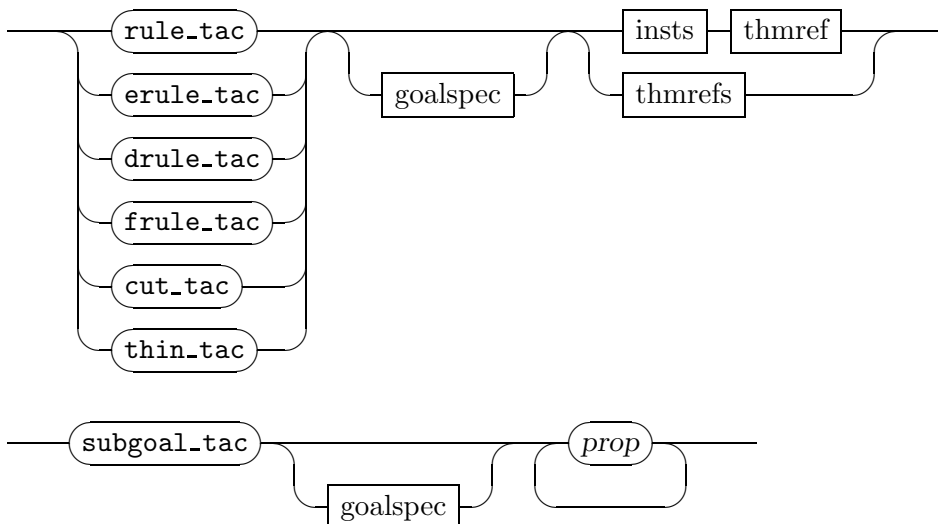 rule_tac insts thmref
erule_tac goalspec thmrefs
drule_tac
frule_tac
cut_tac
thin_tac
subgoal_tac prop
goalspec